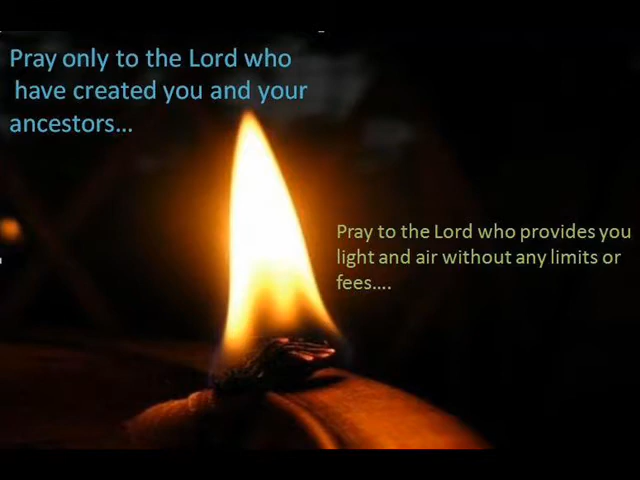 Pray only to the Lord who
have created you and your
ancestors...
Pray to the Lord who provides you
light and air without any limits or
fees....